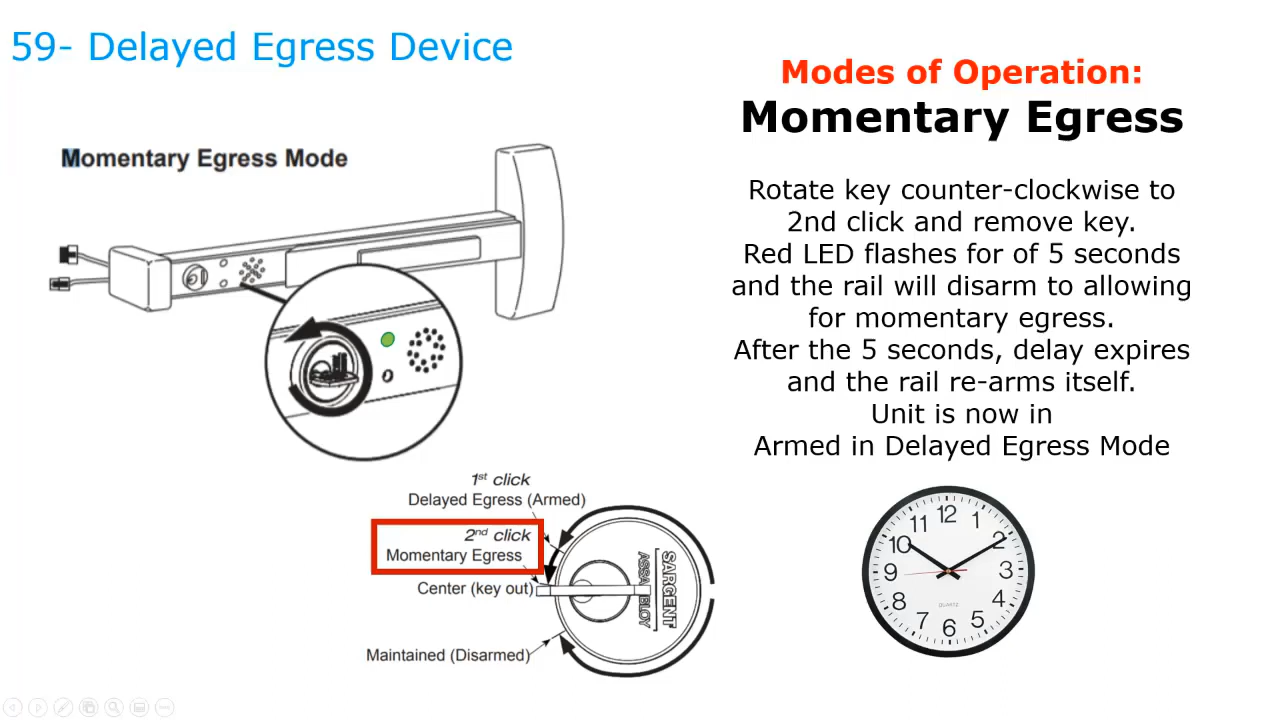 59- Delayed Egress Device
Modes of Operation:
Momentary Egress
Momentary Egress Mode
Rotate key counter-clockwise to
2nd click and remove key.
Red LED flashes for of 5 seconds
and the rail will disarm to allowing
for momentary egress.
After the 5 seconds, delay expires
and the rail re-arms itself.
Unit is now in
Armed in Delayed Egress Mode
1st click
Delayed Egress (Armed)
2nd click
Momentary Egress
Center (key out)
Maintained (Disarmed)
SARGENT
ASSA ABLOY
12
1
2
3
4
5
6
7
8
9
10
11
QUARTZ